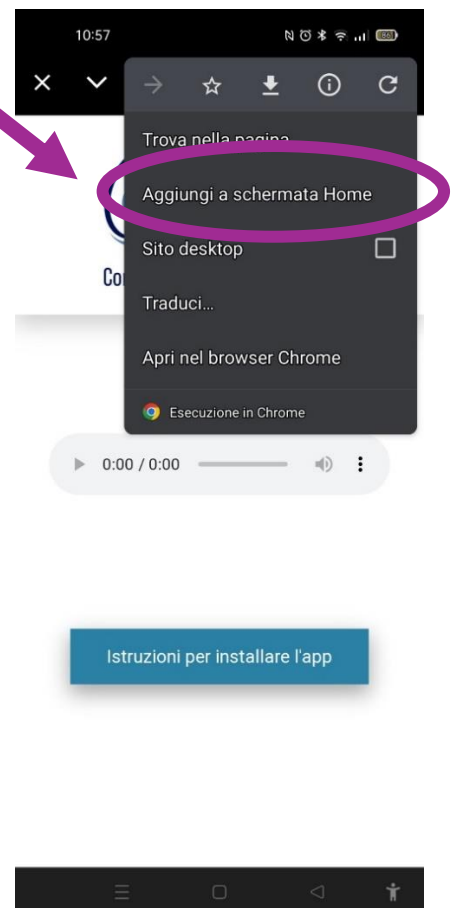 10:57
Trova nella pagina
Aggiungi a schermata Home
Sito desktop
Traduci...
Apri nel browser Chrome
Esecuzione in Chrome
0:00 / 0:00
Istruzioni per installare l'app